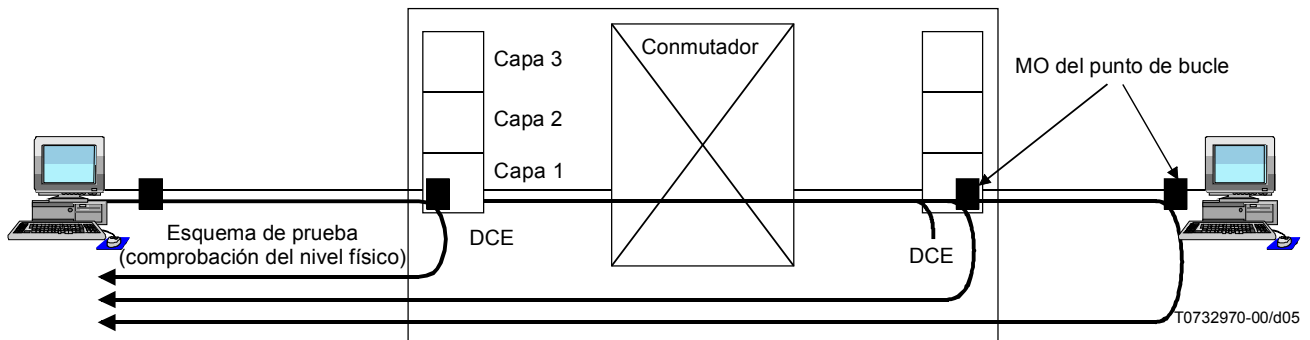 Capa 3
Capa 2
Capa 1
Conmutador
MO del punto de bucle
Esquema de prueba
(comprobación del nivel físico)
DCE
DCE
T0732970-00/d05